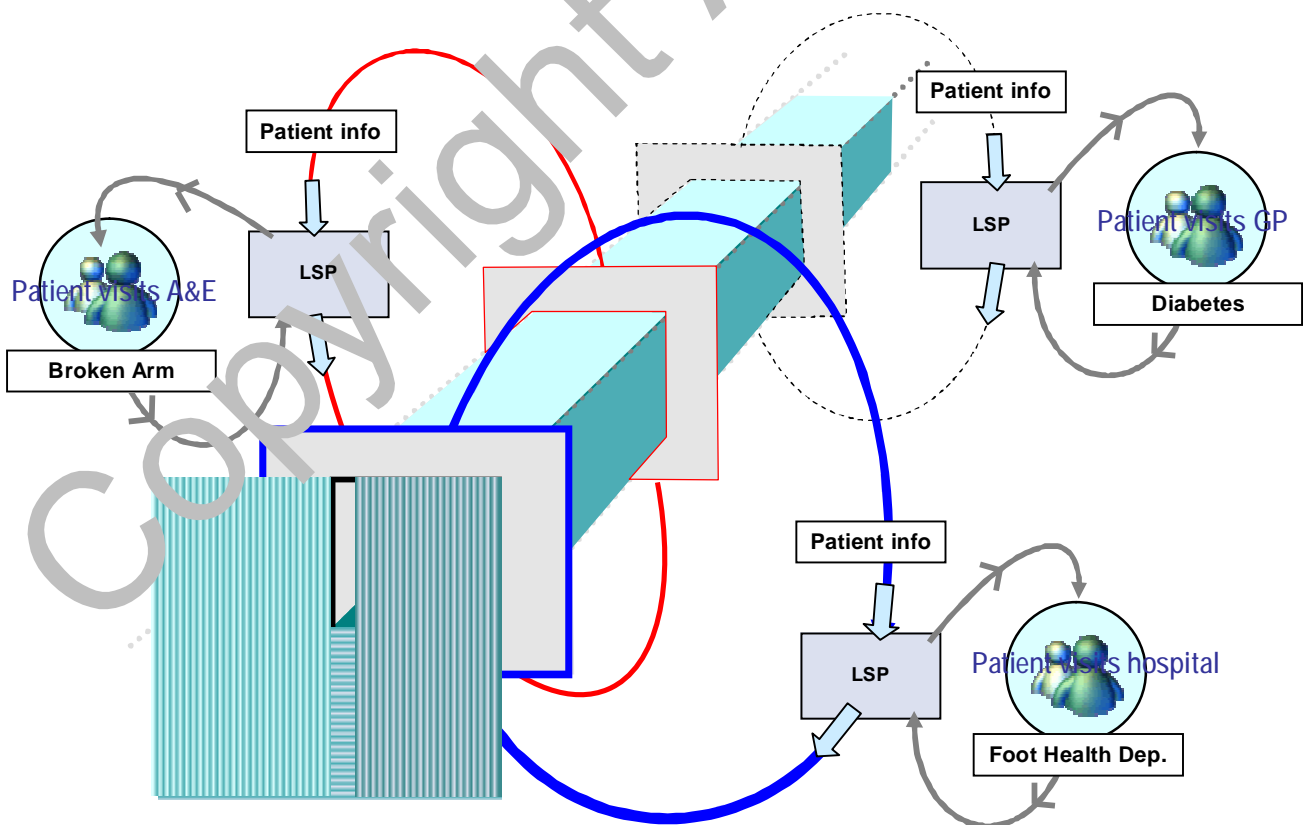 Patient info
Patient info
LSP
LSP
Patient visits A&E
Patient visits GP
Broken Arm
Diabetes
Patient info
LSP
Patient visits hospital
Foot Health Dep.
Copyright